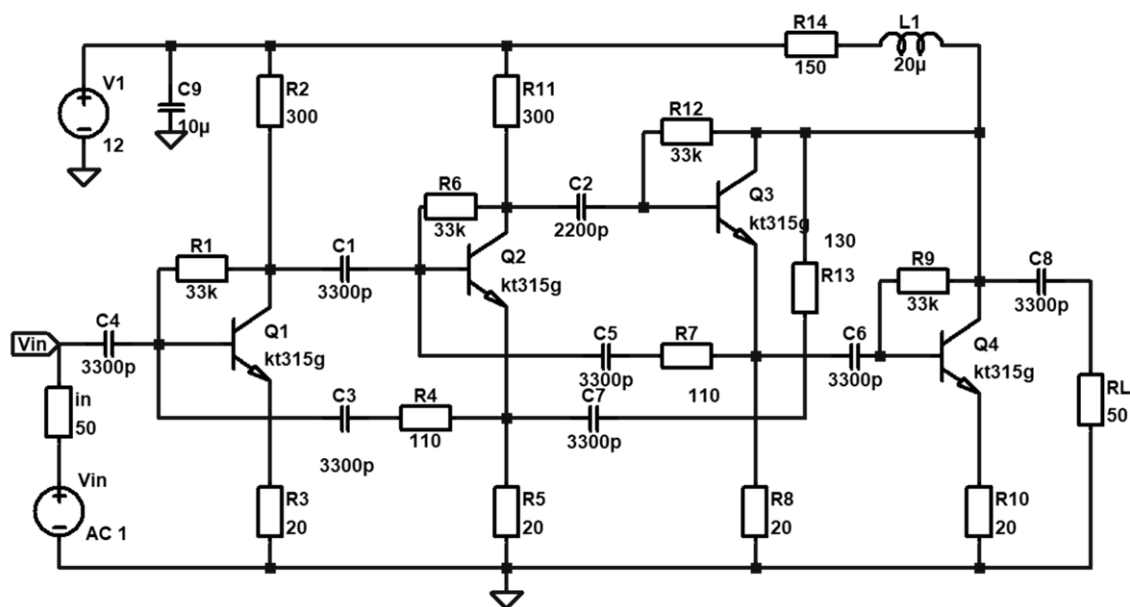 R14
L1
150
20µ
V1
12
C9
10µ
R2
300
R11
300
R12
33k
R6
33k
C2
2200p
Q3
kt315g
130
R13
R1
33k
C1
3300p
Q2
kt315g
R9
33k
C8
3300p
Vin
C4
3300p
Q1
kt315g
C5
3300p
R7
110
C6
3300p
Q4
kt315g
in
50
C3
3300p
R4
110
C7
3300p
RL
50
Vin
AC 1
R3
20
R5
20
R8
20
R10
20